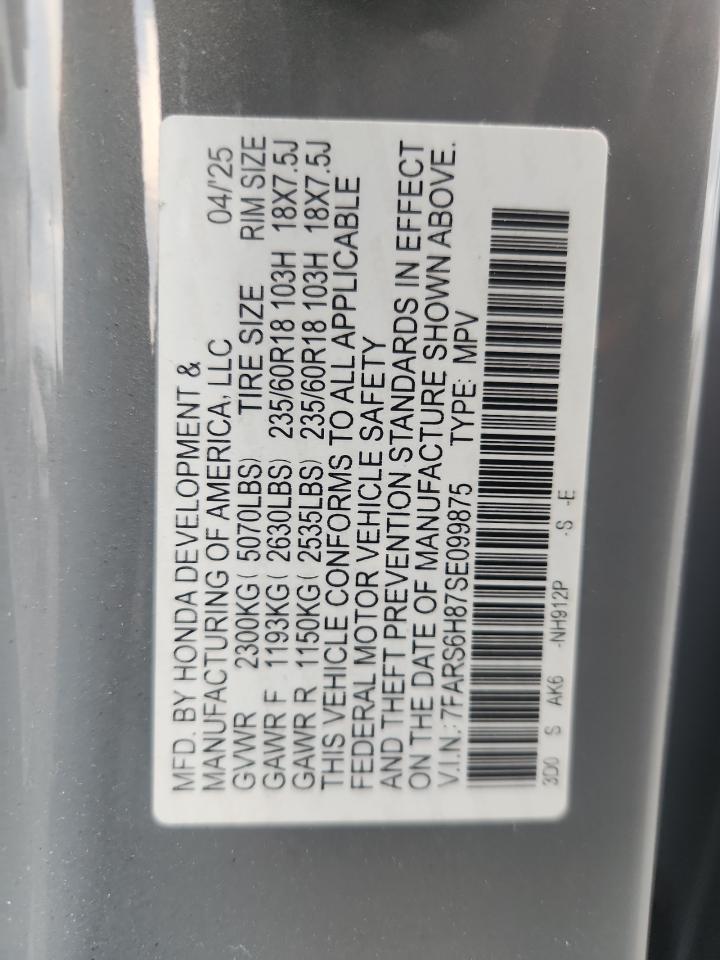 MFD. BY HONDA DEVELOPMENT &
MANUFACTURING OF AMERICA, LLC 04/'25
GVWR 2300KG( 5070LBS) TIRE SIZE RIM SIZE
GAWR F 1193KG( 2630LBS) 235/60R18 103H 18X7.5J
GAWR R 1150KG( 2535LBS) 235/60R18 103H 18X7.5J
THIS VEHICLE CONFORMS TO ALL APPLICABLE
FEDERAL MOTOR VEHICLE SAFETY
AND THEFT PREVENTION STANDARDS IN EFFECT
ON THE DATE OF MANUFACTURE SHOWN ABOVE.
V.I.N.: 7FARS6H87SE099875 TYPE: MPV
3D0 S AK6 -NH912P -S -E